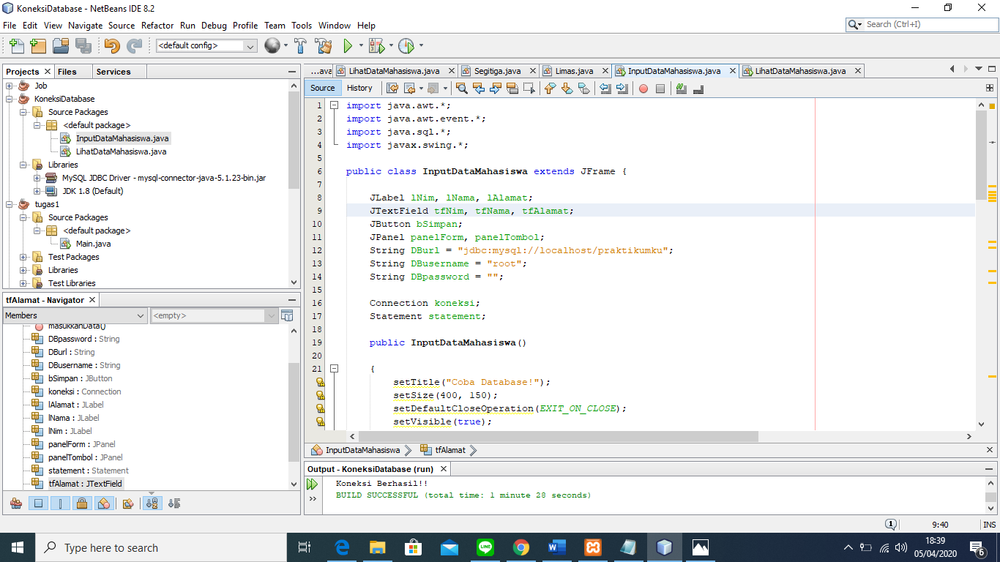 KoneksiDatabase - NetBeans IDE 8.2
File Edit View Navigate Source Refactor Run Debug Profile Team Tools Window Help
Search (Ctrl+I)
<default config>
Projects Files Services
Job
KoneksiDatabase
Source Packages
<default package>
InputDataMahasiswa.java
LihatDataMahasiswa.java
Libraries
MySQL JDBC Driver - mysql-connector-java-5.1.23-bin.jar
JDK 1.8 (Default)
tugas1
Source Packages
<default package>
Main.java
Test Packages
Libraries
Test Libraries
tfAlamat - Navigator
Members <empty>
masukkanData()
DBpassword : String
DBurl : String
DBusername : String
bSimpan : JButton
koneksi : Connection
lAlamat : JLabel
lNama : JLabel
lNim : JLabel
panelForm : JPanel
panelTombol : JPanel
statement : Statement
tfAlamat : JTextField
...ava LihatDataMahasiswa.java Segitiga.java Limas.java InputDataMahasiswa.java LihatDataMahasiswa.java
Source History
1 import java.awt.*;
2 import java.awt.event.*;
3 import java.sql.*;
4 import javax.swing.*;
5
6 public class InputDataMahasiswa extends JFrame {
7
8 JLabel lNim, lNama, lAlamat;
9 JTextField tfNim, tfNama, tfAlamat;
10 JButton bSimpan;
11 JPanel panelForm, panelTombol;
12 String DBurl = "jdbc:mysql://localhost/praktikumku";
13 String DBusername = "root";
14 String DBpassword = "";
15
16 Connection koneksi;
17 Statement statement;
18
19 public InputDataMahasiswa()
20
21 {
setTitle("Coba Database!");
setSize(400, 150);
setDefaultCloseOperation(EXIT_ON_CLOSE);
setVisible(true);
InputDataMahasiswa tfAlamat
Output - KoneksiDatabase (run)
Koneksi Berhasil!!
BUILD SUCCESSFUL (total time: 1 minute 28 seconds)
1 9:40 INS
Type here to search
18:39
05/04/2020
6